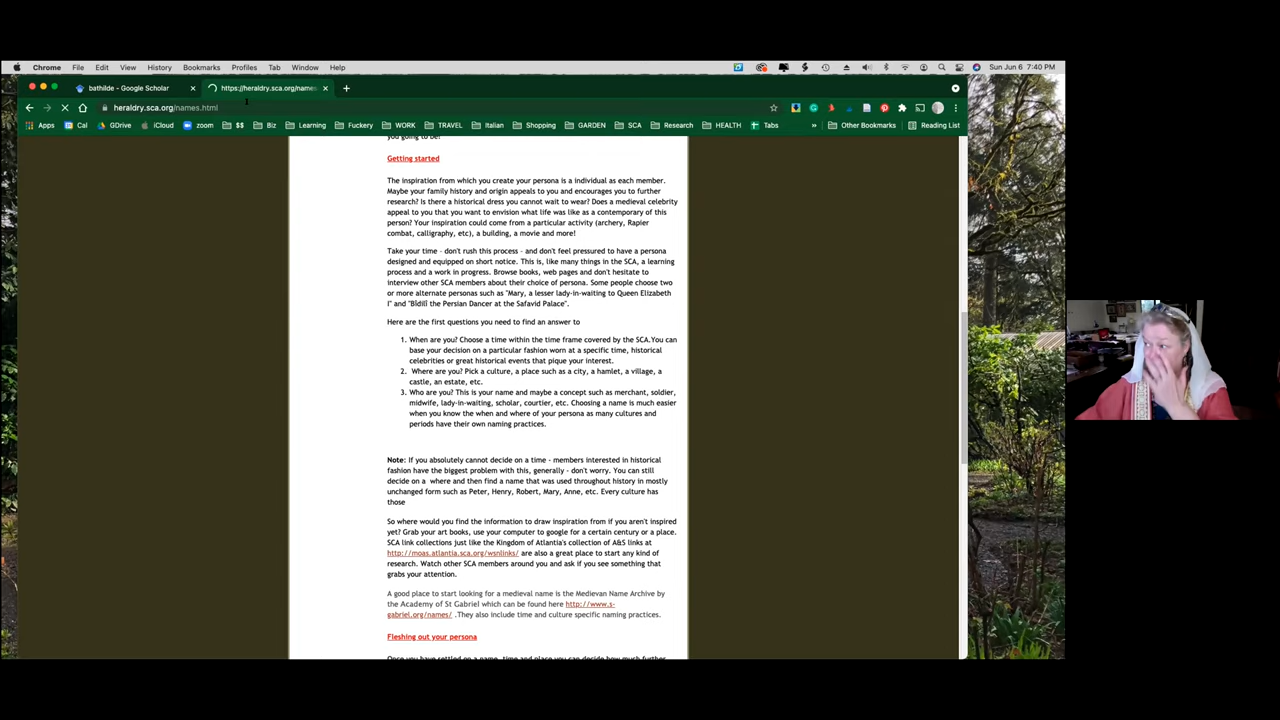 Chrome File Edit View History Bookmarks Profiles Tab Window Help Sun Jun 6 7:40 PM
bathilde - Google Scholar https://heraldry.sca.org/names
heraldry.sca.org/names.html
Apps Cal GDrive iCloud zoom $$ Biz Learning Fuckery WORK TRAVEL Italian Shopping GARDEN SCA Research HEALTH Tabs » Other Bookmarks Reading List
you going to be!
Getting started
The inspiration from which you create your persona is a individual as each member.
Maybe your family history and origin appeals to you and encourages you to further
research? Is there a historical dress you cannot wait to wear? Does a medieval celebrity
appeal to you that you want to envision what life was like as a contemporary of this
person? Your inspiration could come from a particular activity (archery, Rapier
combat, calligraphy, etc), a building, a movie and more!
Take your time - don't rush this process - and don't feel pressured to have a persona
designed and equipped on short notice. This is, like many things in the SCA, a learning
process and a work in progress. Browse books, web pages and don't hesitate to
interview other SCA members about their choice of persona. Some people choose two
or more alternate personas such as "Mary, a lesser lady-in-waiting to Queen Elizabeth
I" and "Bīdilī the Persian Dancer at the Safavid Palace".
Here are the first questions you need to find an answer to
1. When are you? Choose a time within the time frame covered by the SCA.You can
base your decision on a particular fashion worn at a specific time, historical
celebrities or great historical events that pique your interest.
2. Where are you? Pick a culture, a place such as a city, a hamlet, a village, a
castle, an estate, etc.
3. Who are you? This is your name and maybe a concept such as merchant, soldier,
midwife, lady-in-waiting, scholar, courtier, etc. Choosing a name is much easier
when you know the when and where of your persona as many cultures and
periods have their own naming practices.
Note: If you absolutely cannot decide on a time - members interested in historical
fashion have the biggest problem with this, generally - don't worry. You can still
decide on a where and then find a name that was used throughout history in mostly
unchanged form such as Peter, Henry, Robert, Mary, Anne, etc. Every culture has
those
So where would you find the information to draw inspiration from if you aren't inspired
yet? Grab your art books, use your computer to google for a certain century or a place.
SCA link collections just like the Kingdom of Atlantia's collection of A&S links at
http://moas.atlantia.sca.org/wsnlinks/ are also a great place to start any kind of
research. Watch other SCA members around you and ask if you see something that
grabs your attention.
A good place to start looking for a medieval name is the Medievan Name Archive by
the Academy of St Gabriel which can be found here http://www.s-
gabriel.org/names/ .They also include time and culture specific naming practices.
Fleshing out your persona
Once you have settled on a name, time and place you can decide how much further